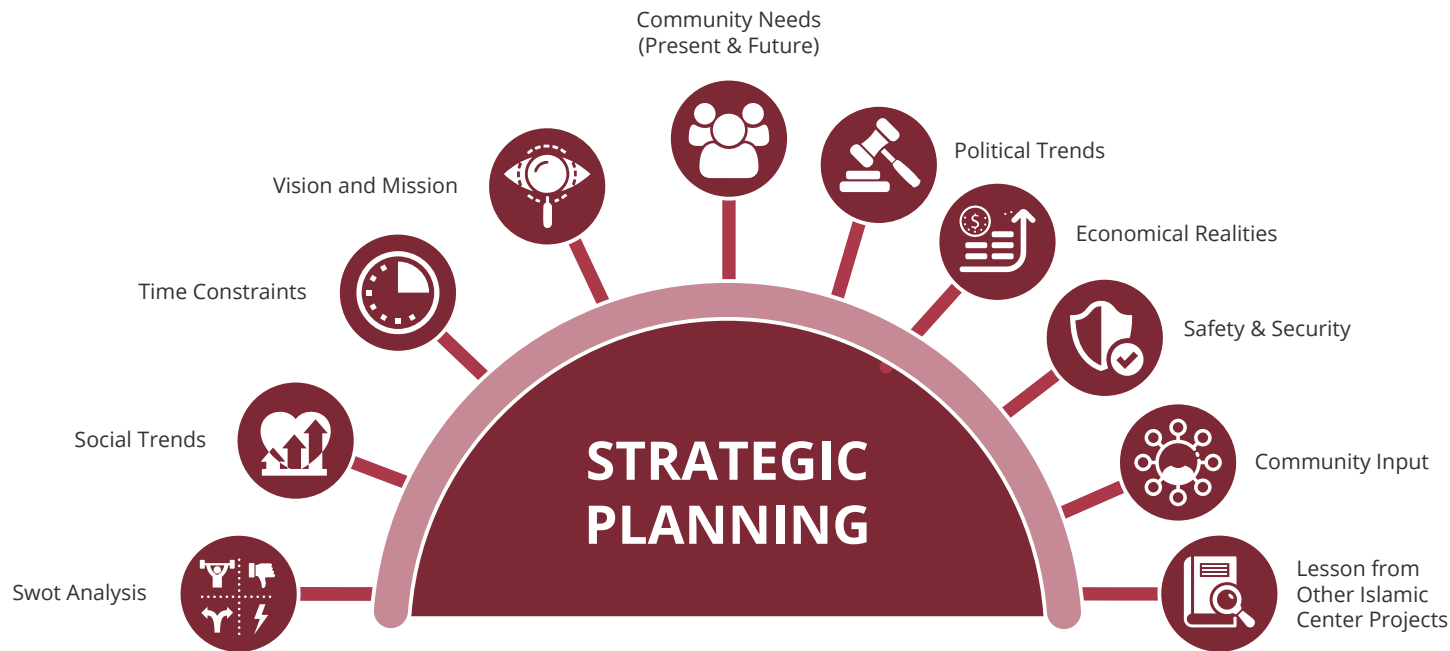 Community Needs
(Present & Future)
Political Trends
Vision and Mission
Economical Realities
Time Constraints
Safety & Security
Social Trends
Community Input
STRATEGIC
PLANNING
Swot Analysis
Lesson from
Other Islamic
Center Projects
$